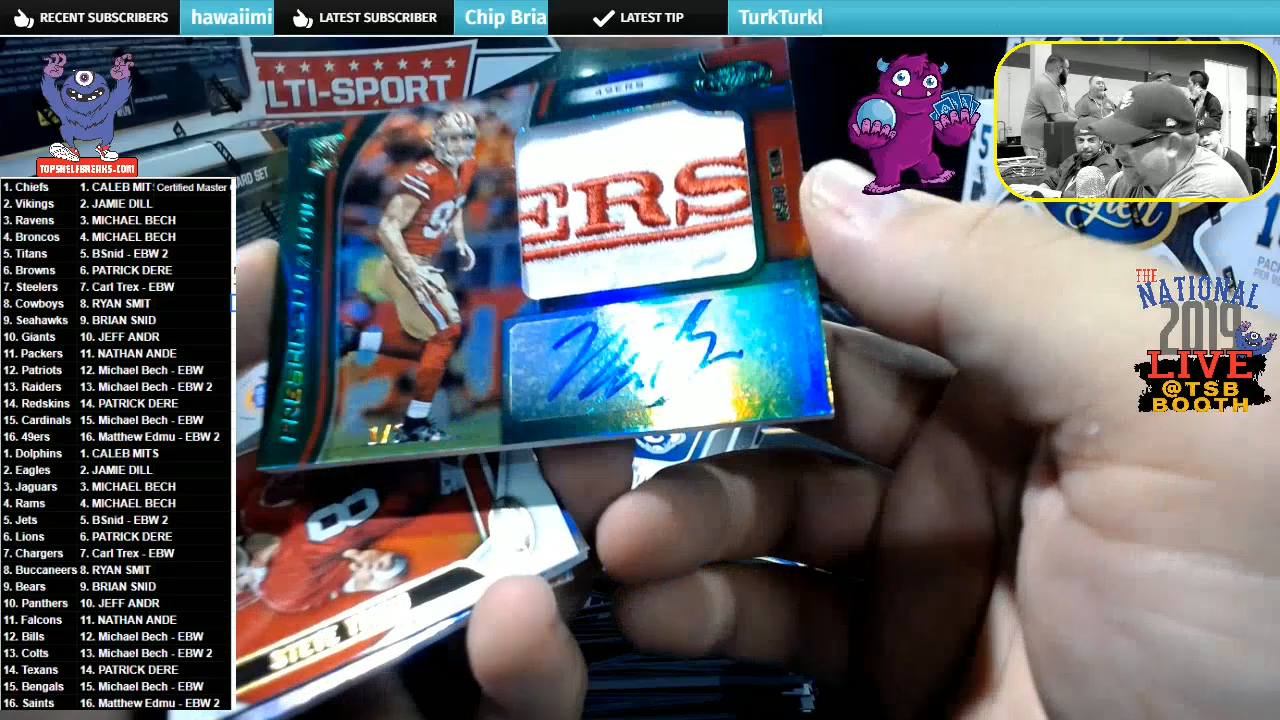 RECENT SUBSCRIBERS
hawaiimi
LATEST SUBSCRIBER
Chip Bria
LATEST TIP
TurkTurkl
TOPSHELFBREAKS.COM
LTI-SPORT
49ERS
ERS
THE
NATIONAL
2019
LIVE
@TSB
BOOTH
1. Chiefs 1. CALEB MIT Certified Master
2. Vikings 2. JAMIE DILL
3. Ravens 3. MICHAEL BECH
4. Broncos 4. MICHAEL BECH
5. Titans 5. BSnid - EBW 2
6. Browns 6. PATRICK DERE
7. Steelers 7. Carl Trex - EBW
8. Cowboys 8. RYAN SMIT
9. Seahawks 9. BRIAN SNID
10. Giants 10. JEFF ANDR
11. Packers 11. NATHAN ANDE
12. Patriots 12. Michael Bech - EBW
13. Raiders 13. Michael Bech - EBW 2
14. Redskins 14. PATRICK DERE
15. Cardinals 15. Michael Bech - EBW
16. 49ers 16. Matthew Edmu - EBW 2
1. Dolphins 1. CALEB MITS
2. Eagles 2. JAMIE DILL
3. Jaguars 3. MICHAEL BECH
4. Rams 4. MICHAEL BECH
5. Jets 5. BSnid - EBW 2
6. Lions 6. PATRICK DERE
7. Chargers 7. Carl Trex - EBW
8. Buccaneers 8. RYAN SMIT
9. Bears 9. BRIAN SNID
10. Panthers 10. JEFF ANDR
11. Falcons 11. NATHAN ANDE
12. Bills 12. Michael Bech - EBW
13. Colts 13. Michael Bech - EBW 2
14. Texans 14. PATRICK DERE
15. Bengals 15. Michael Bech - EBW
16. Saints 16. Matthew Edmu - EBW 2
ARD SET
8